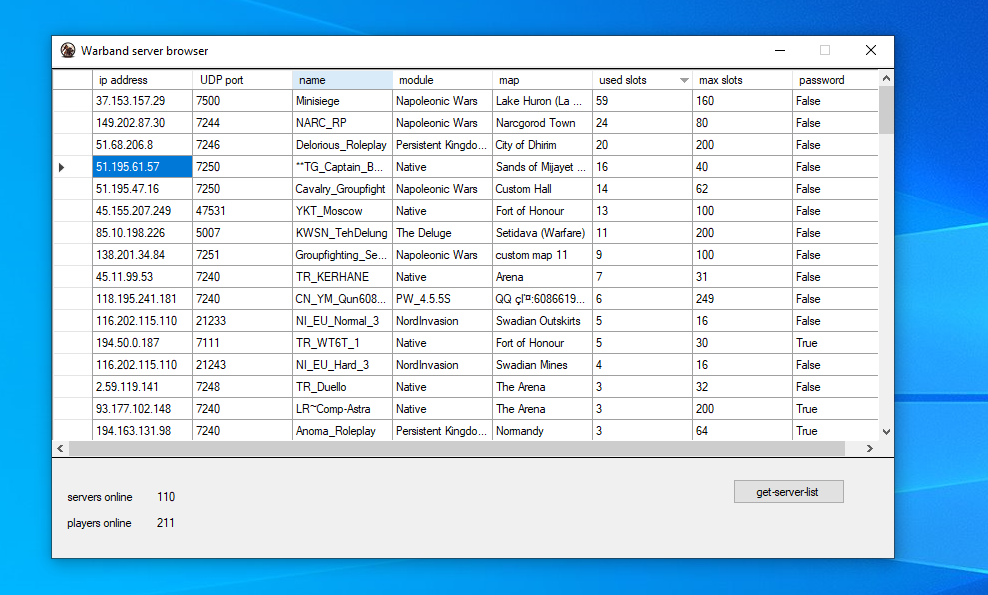 Warband server browser
ip address UDP port name module map used slots max slots password
37.153.157.29 7500 Minisiege Napoleonic Wars Lake Huron (La ... 59 160 False
149.202.87.30 7244 NARC_RP Napoleonic Wars Narcgorod Town 24 80 False
51.68.206.8 7246 Delorious_Roleplay Persistent Kingdo... City of Dhirim 20 200 False
51.195.61.57 7250 **TG_Captain_B... Native Sands of Mijayet ... 16 40 False
51.195.47.16 7250 Cavalry_Groupfight Napoleonic Wars Custom Hall 14 62 False
45.155.207.249 47531 YKT_Moscow Native Fort of Honour 13 100 False
85.10.198.226 5007 KWSN_TehDelung The Deluge Setidava (Warfare) 11 200 False
138.201.34.84 7251 Groupfighting_Se... Napoleonic Wars custom map 11 9 100 False
45.11.99.53 7240 TR_KERHANE Native Arena 7 31 False
118.195.241.181 7240 CN_YM_Qun608... PW_4.5.5S QQ 6 249 False
116.202.115.110 21233 NI_EU_Normal_3 NordInvasion Swadian Outskirts 5 16 False
194.50.0.187 7111 TR_WT6T_1 Native Fort of Honour 5 30 True
116.202.115.110 21243 NI_EU_Hard_3 NordInvasion Swadian Mines 4 16 False
2.59.119.141 7248 TR_Duello Native The Arena 3 32 False
93.177.102.148 7240 LR~Comp-Astra Native The Arena 3 200 True
194.163.131.98 7240 Anoma_Roleplay Persistent Kingdo... Normandy 3 64 True
servers online 110
get-server-list
players online 211